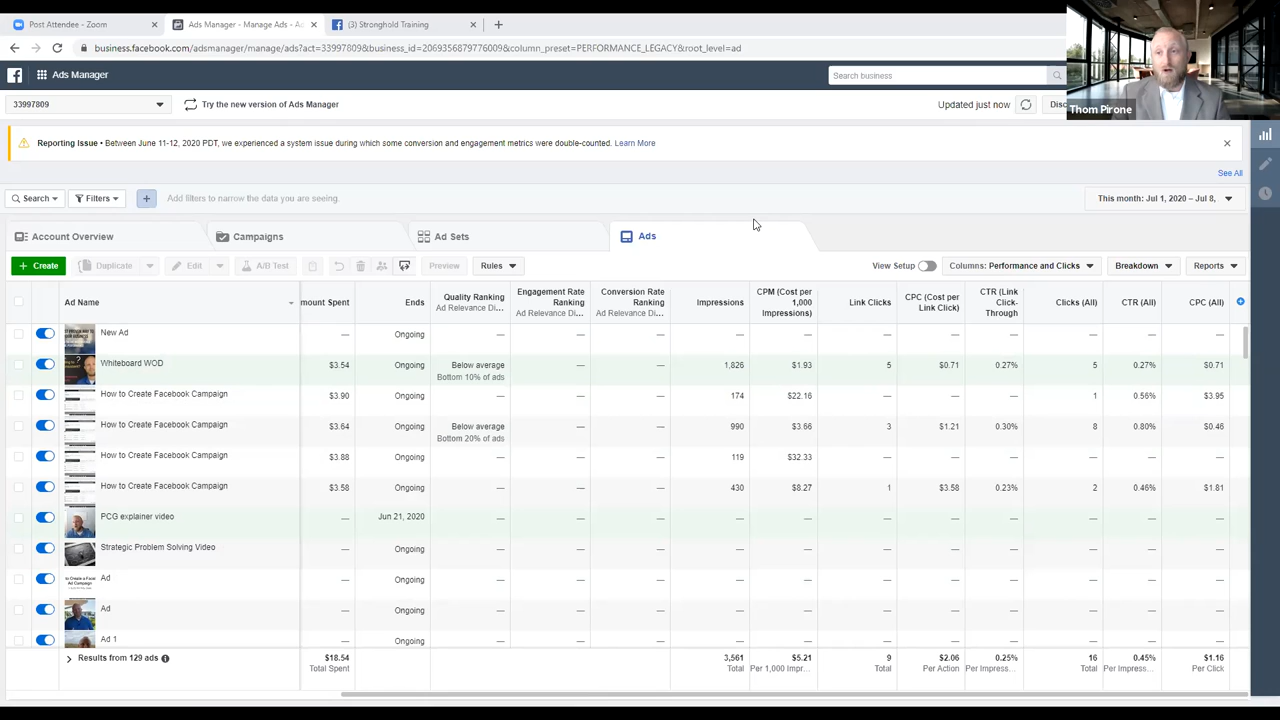 Post Attendee - Zoom
Ads Manager - Manage Ads - Ad
(3) Stronghold Training
business.facebook.com/adsmanager/manage/ads?act=33997809&business_id=2069356879776009&column_preset=PERFORMANCE_LEGACY&root_level=ad
Ads Manager
Search business
Thom Pirone
33997809
Try the new version of Ads Manager
Updated just now
Disc
Reporting Issue • Between June 11-12, 2020 PDT, we experienced a system issue during which some conversion and engagement metrics were double-counted. Learn More
See All
Search
Filters
Add filters to narrow the data you are seeing.
This month: Jul 1, 2020 – Jul 8,
Account Overview
Campaigns
Ad Sets
Ads
+ Create
Duplicate
Edit
A/B Test
Preview
Rules
View Setup
Columns: Performance and Clicks
Breakdown
Reports
Ad Name
mount Spent
Ends
Quality Ranking
Ad Relevance Di...
Engagement Rate Ranking
Ad Relevance Di...
Conversion Rate Ranking
Ad Relevance Di...
Impressions
CPM (Cost per 1,000 Impressions)
Link Clicks
CPC (Cost per Link Click)
CTR (Link Click-Through
Clicks (All)
CTR (All)
CPC (All)
New Ad — Ongoing — — — — — — — — — — —
Whiteboard WOD $3.54 Ongoing Below average — — 1,826 $1.93 5 $0.71 0.27% 5 0.27% $0.71
Bottom 10% of ads
How to Create Facebook Campaign $3.90 Ongoing — — — 174 $22.16 — — — 1 0.56% $3.95
How to Create Facebook Campaign $3.64 Ongoing Below average — — 990 $3.66 3 $1.21 0.30% 8 0.80% $0.46
Bottom 20% of ads
How to Create Facebook Campaign $3.88 Ongoing — — — 119 $32.33 — — — — — —
How to Create Facebook Campaign $3.58 Ongoing — — — 430 $8.27 1 $3.58 0.23% 2 0.46% $1.81
PCG explainer video — Jun 21, 2020 — — — — — — — — — — —
Strategic Problem Solving Video — Ongoing — — — — — — — — — — —
Ad — Ongoing — — — — — — — — — — —
Ad — Ongoing — — — — — — — — — — —
Ad 1 — Ongoing — — — — — — — — — — —
Results from 129 ads $18.54 3,561 $5.21 9 $2.06 0.25% 16 0.45% $1.16
Total Spent Total Per 1,000 Impr... Total Per Action Per Impress... Total Per Impress... Per Click